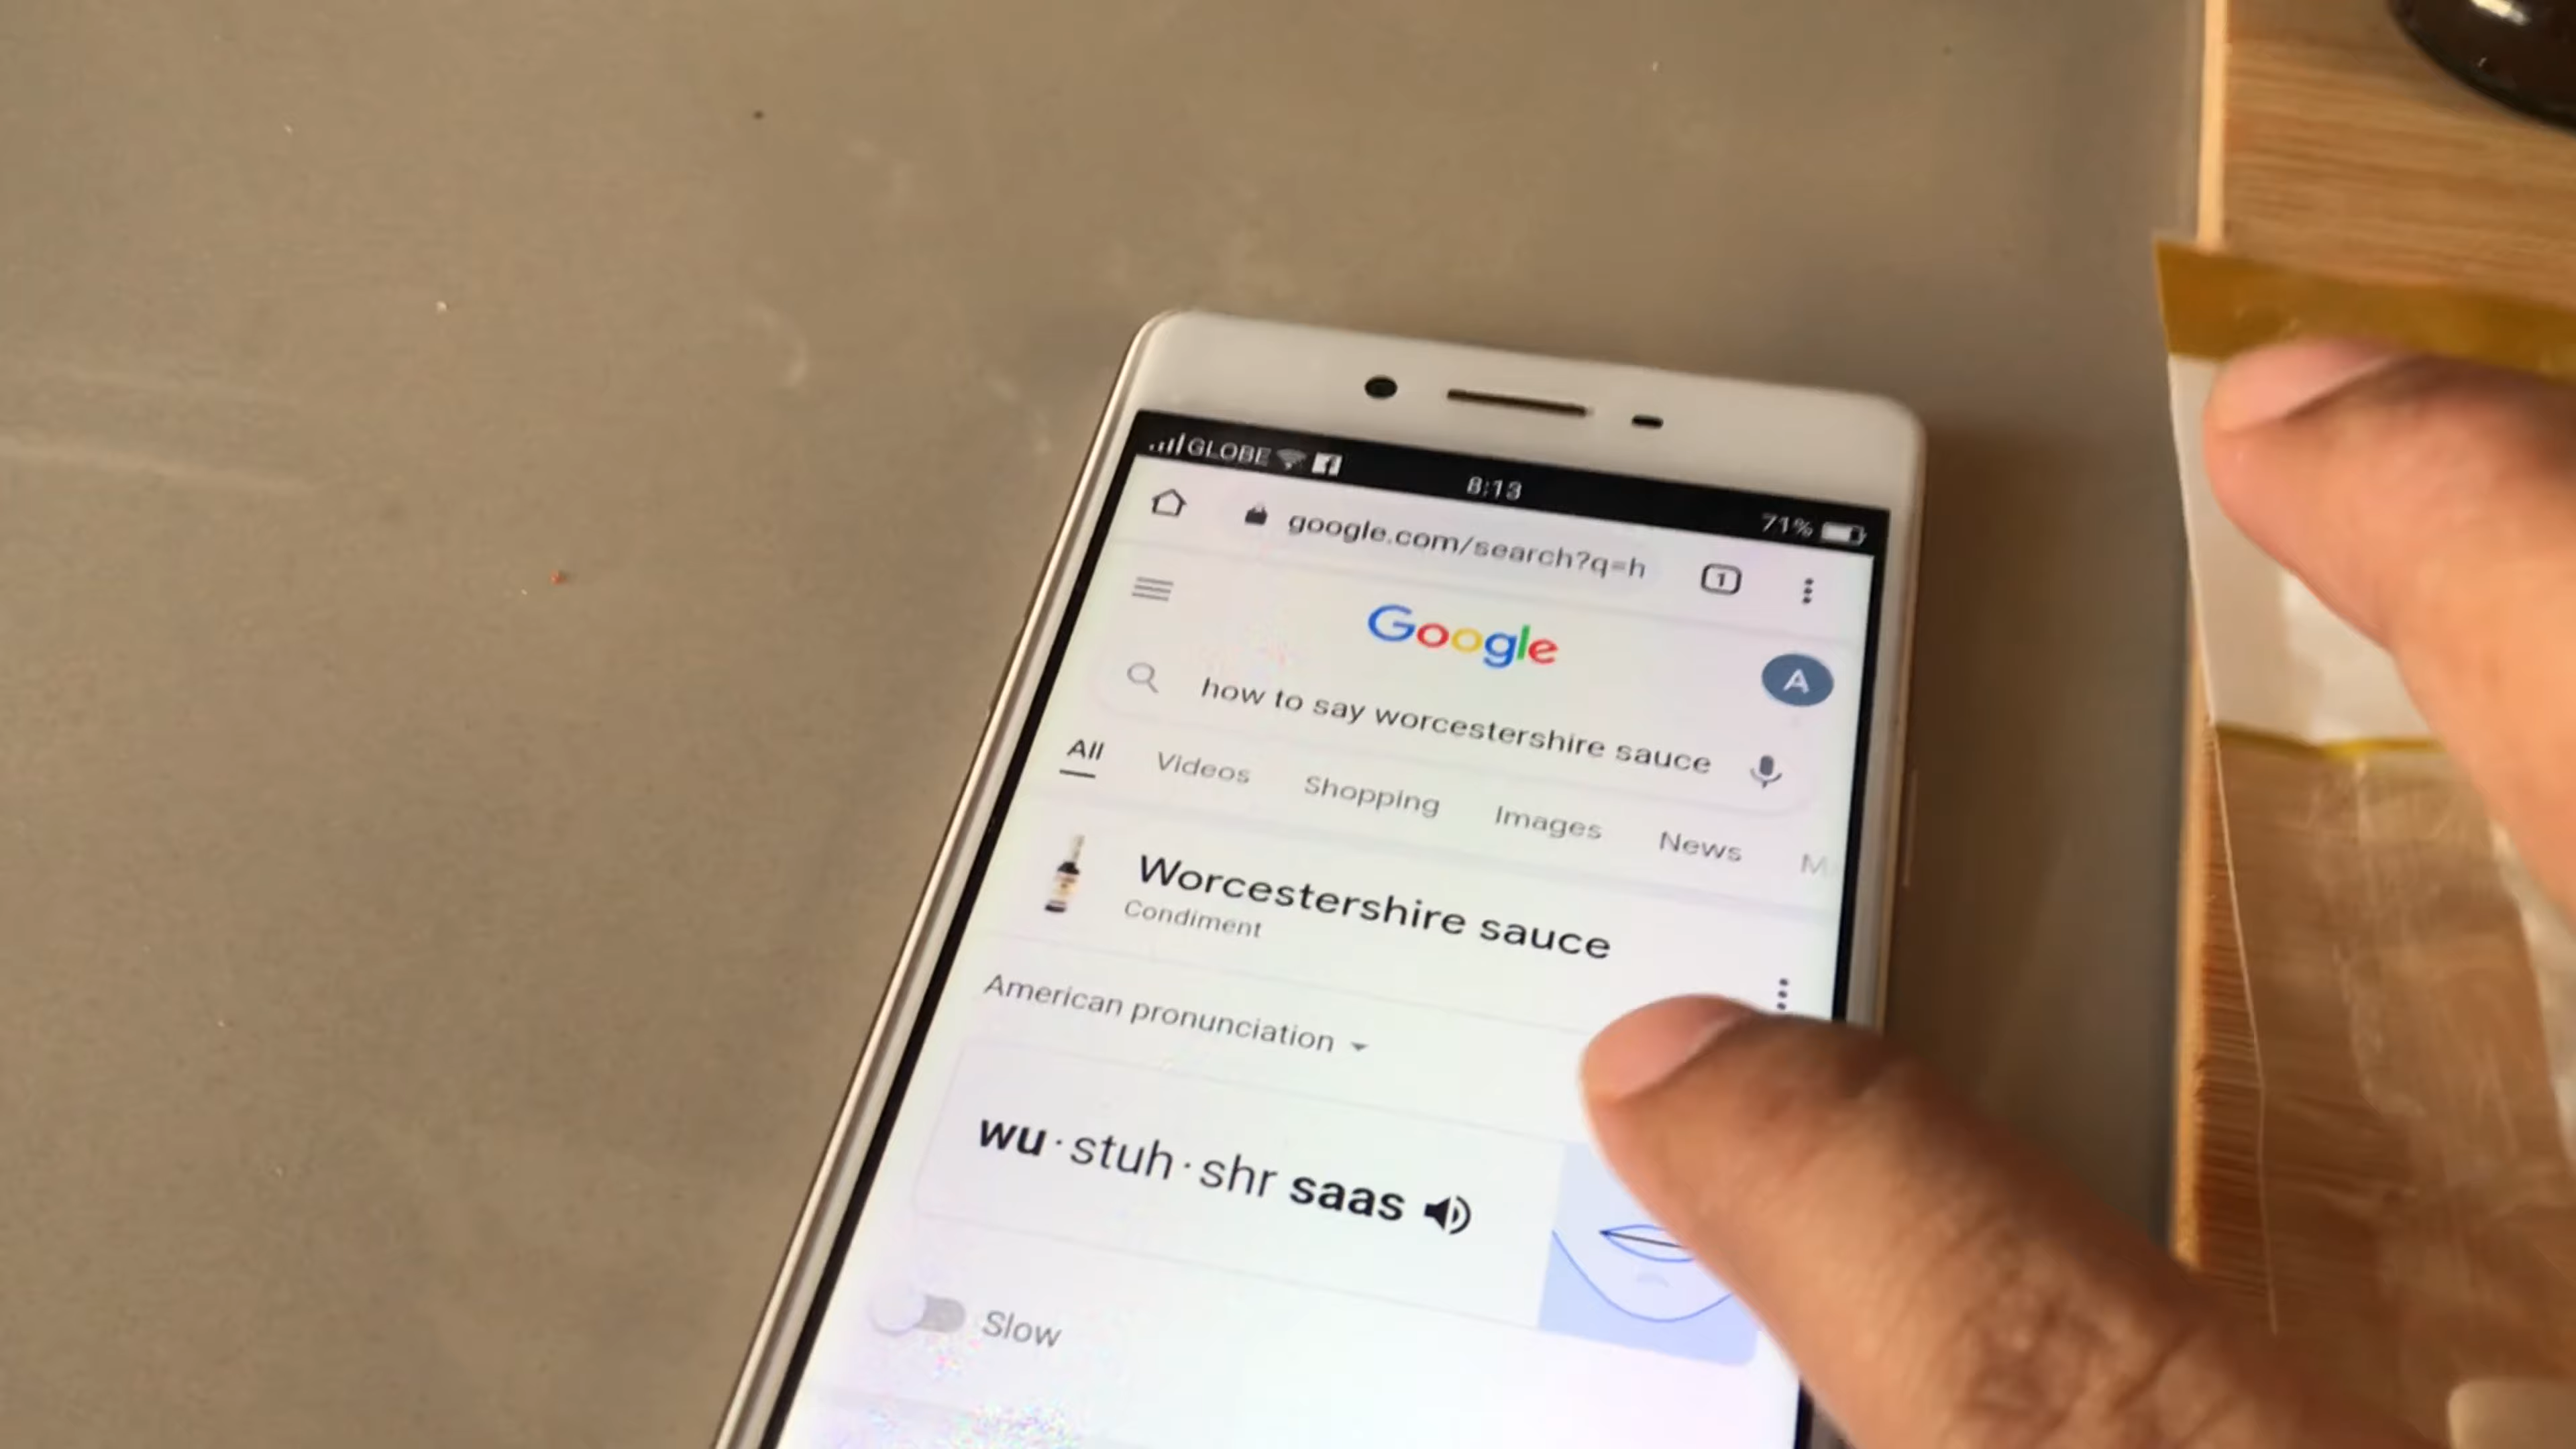 GLOBE 8:13 71%
google.com/search?q=h 1
Google
A
how to say worcestershire sauce
All Videos Shopping Images News M
Worcestershire sauce
Condiment
American pronunciation
wu·stuh·shr saas
Slow